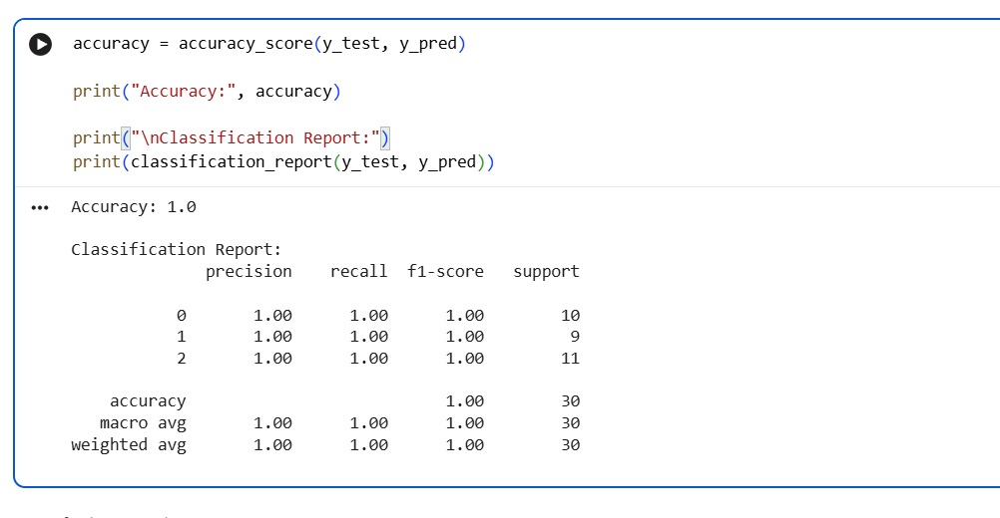 accuracy = accuracy_score(y_test, y_pred)
print("Accuracy:", accuracy)
print("\nClassification Report:")
print(classification_report(y_test, y_pred))
Accuracy: 1.0
Classification Report:
precision recall f1-score support
0 1.00 1.00 1.00 10
1 1.00 1.00 1.00 9
2 1.00 1.00 1.00 11
accuracy 1.00 30
macro avg 1.00 1.00 1.00 30
weighted avg 1.00 1.00 1.00 30